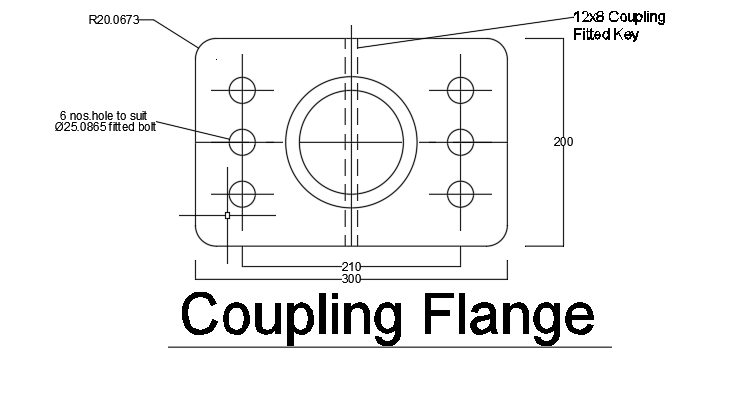 R20.0673
12x8 Coupling
Fitted Key
6 nos.hole to suit
Ø25.0865 fitted bolt
200
210
300
Coupling Flange